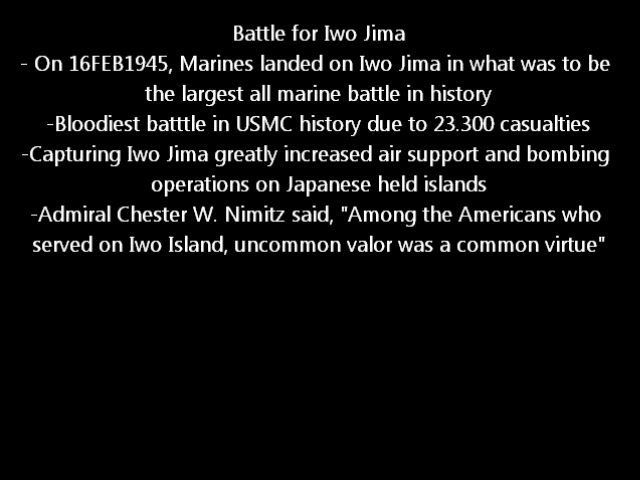 Battle for Iwo Jima
- On 16FEB1945, Marines landed on Iwo Jima in what was to be
the largest all marine battle in history
-Bloodiest batttle in USMC history due to 23.300 casualties
-Capturing Iwo Jima greatly increased air support and bombing
operations on Japanese held islands
-Admiral Chester W. Nimitz said, "Among the Americans who
served on Iwo Island, uncommon valor was a common virtue"